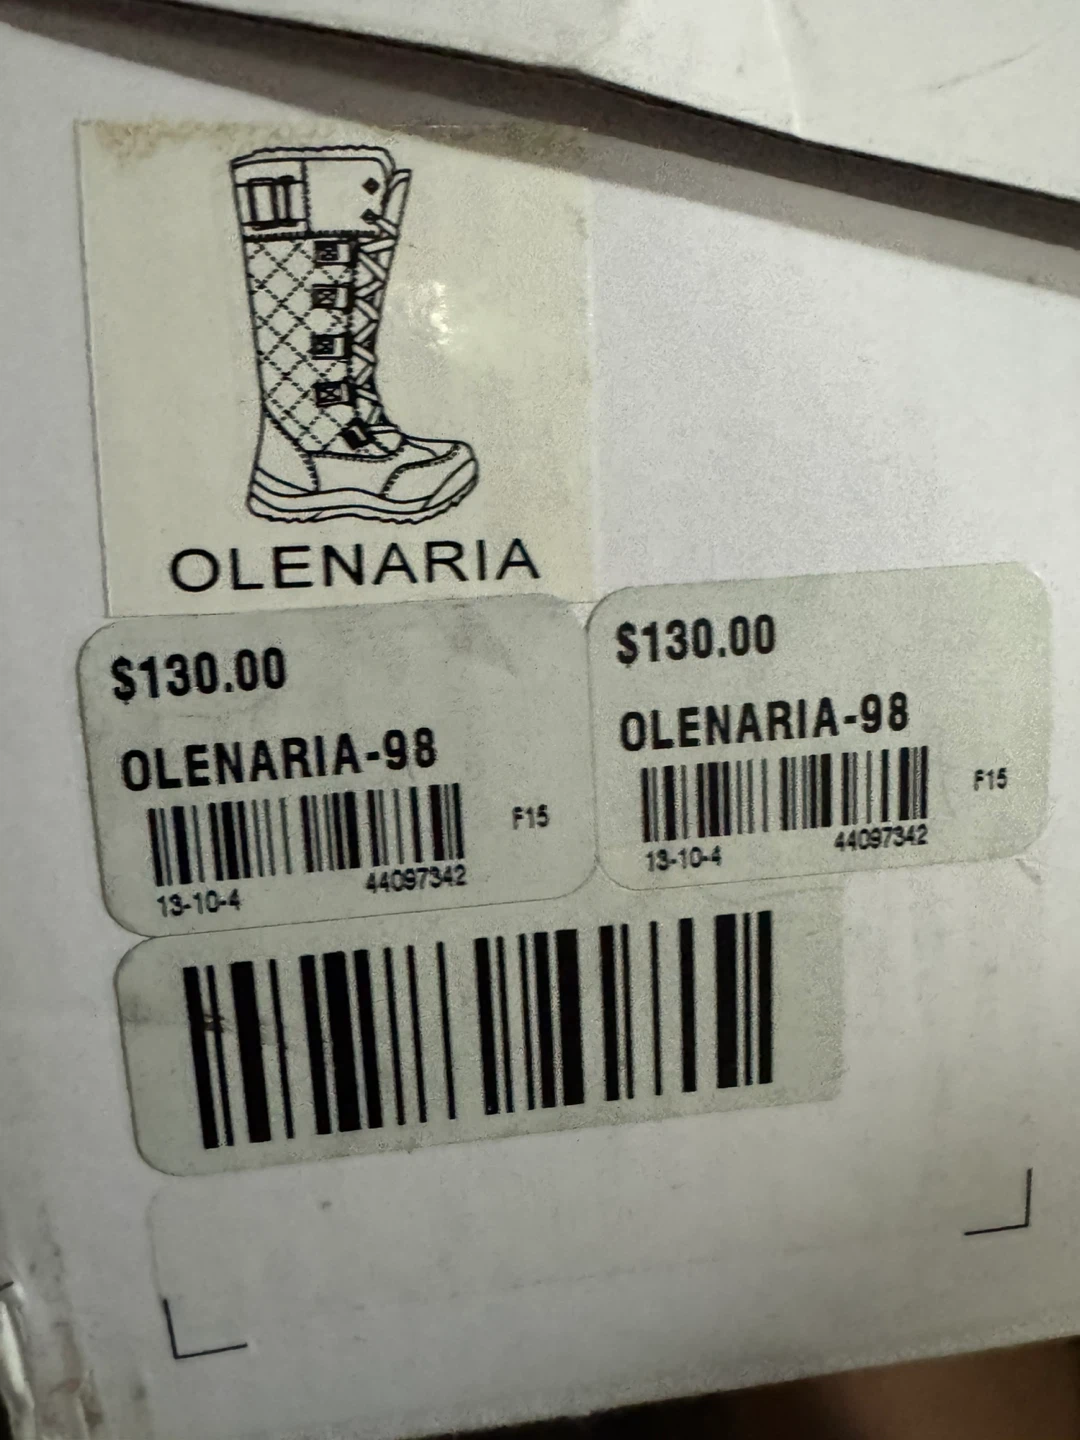 OLENARIA
$130.00
OLENARIA-98
F15
13-10-4
44097342
$130.00
OLENARIA-98
F15
13-10-4
44097342